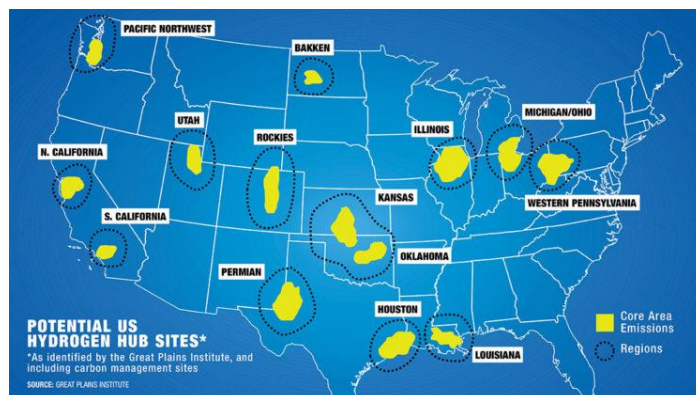 PACIFIC NORTHWEST
BAKKEN
MICHIGAN/OHIO
UTAH
ROCKIES
ILLINOIS
N. CALIFORNIA
KANSAS
WESTERN PENNSYLVANIA
S. CALIFORNIA
OKLAHOMA
PERMIAN
HOUSTON
LOUISIANA
Core Area
Emissions
Regions
POTENTIAL US
HYDROGEN HUB SITES*
*As identified by the Great Plains Institute, and
including carbon management sites
SOURCE: GREAT PLAINS INSTITUTE